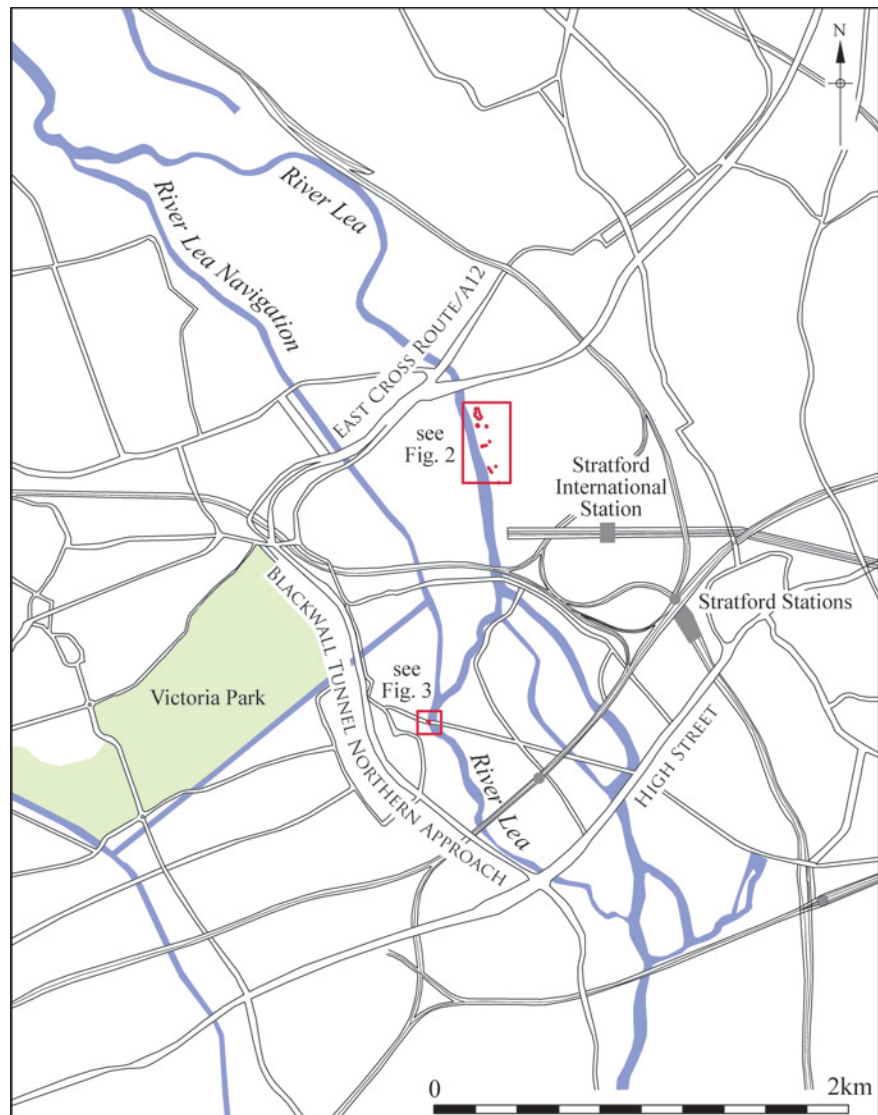 N
River Lea
River Lea Navigation
EAST CROSS ROUTE/A12
see
Fig. 2
Stratford
International
Station
BLACKWALL TUNNEL NORTHERN APPROACH
Stratford Stations
see
Fig. 3
Victoria Park
River Lea
HIGH STREET
0
2km